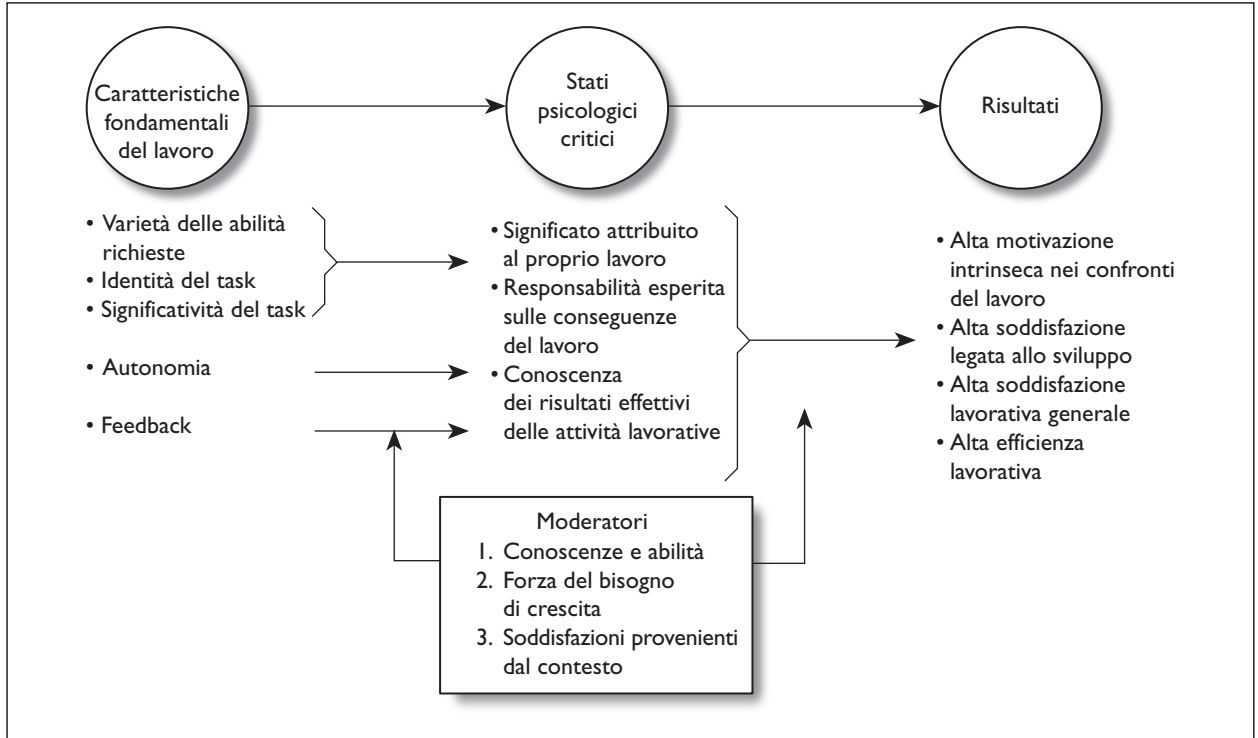 Caratteristiche
fondamentali
del lavoro
Stati
psicologici
critici
Risultati
• Varietà delle abilità
richieste
• Identità del task
• Significatività del task
• Autonomia
• Feedback
• Significato attribuito
al proprio lavoro
• Responsabilità esperita
sulle conseguenze
del lavoro
• Conoscenza
dei risultati effettivi
delle attività lavorative
• Alta motivazione
intrinseca nei confronti
del lavoro
• Alta soddisfazione
legata allo sviluppo
• Alta soddisfazione
lavorativa generale
• Alta efficienza
lavorativa
Moderatori
1. Conoscenze e abilità
2. Forza del bisogno
di crescita
3. Soddisfazioni provenienti
dal contesto